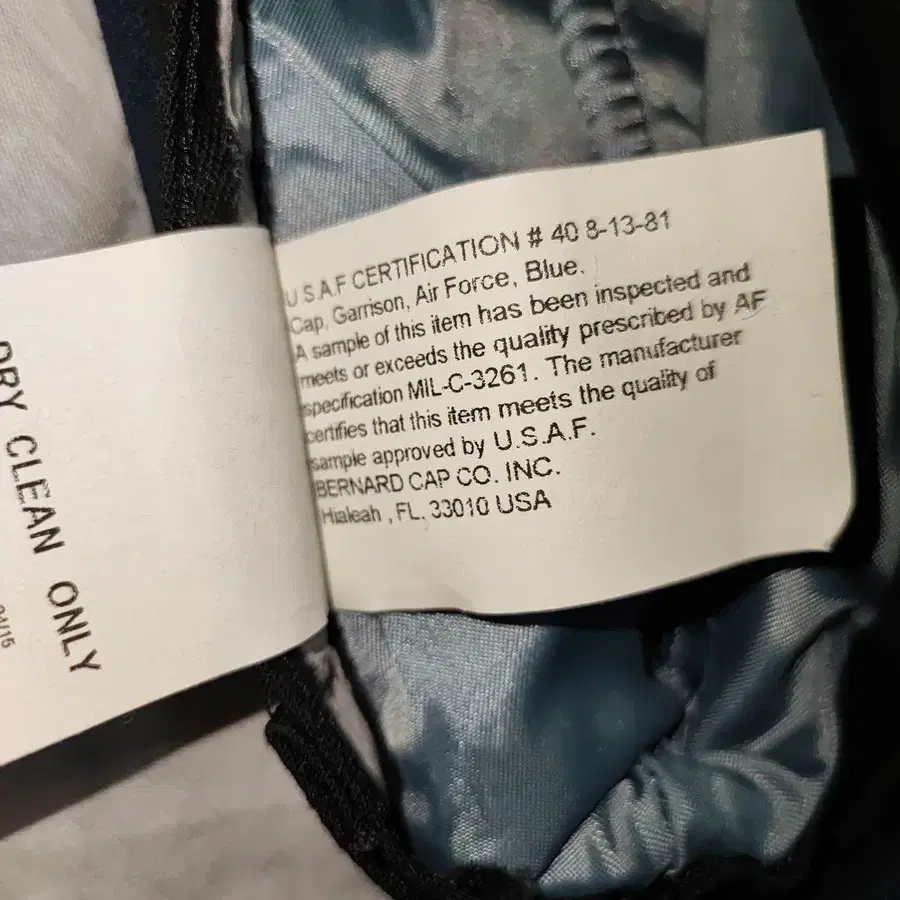 DRY CLEAN ONLY
04/15
U.S.A.F CERTIFICATION # 40 8-13-81
Cap, Garrison, Air Force, Blue.
A sample of this item has been inspected and
meets or exceeds the quality prescribed by AF
specification MIL-C-3261. The manufacturer
certifies that this item meets the quality of
sample approved by U.S.A.F.
BERNARD CAP CO. INC.
Hialeah , FL, 33010 USA